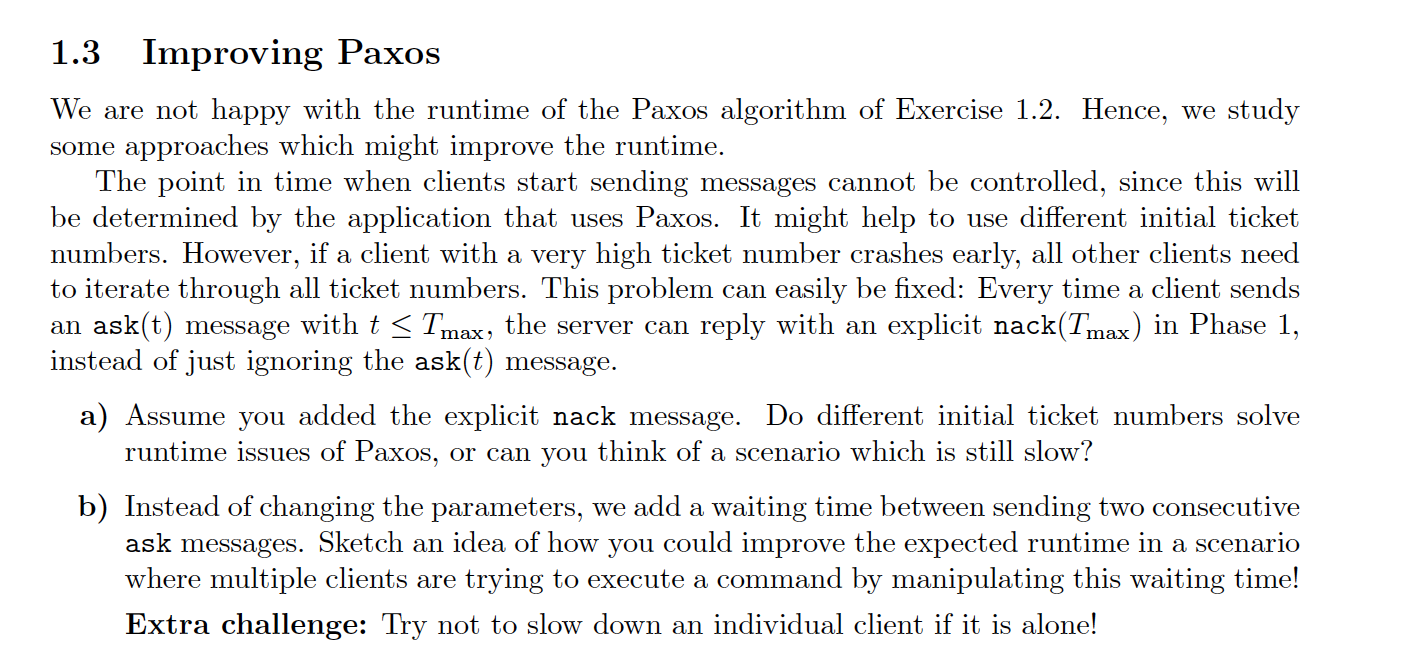 1.3 Improving Paxos
We are not happy with the runtime of the Paxos algorithm of Exercise 1.2. Hence, we study
some approaches which might improve the runtime.
The point in time when clients start sending messages cannot be controlled, since this will
be determined by the application that uses Paxos. It might help to use different initial ticket
numbers. However, if a client with a very high ticket number crashes early, all other clients need
to iterate through all ticket numbers. This problem can easily be fixed: Every time a client sends
an ask(t) message with t ≤ Tmax, the server can reply with an explicit nack(Tmax) in Phase 1,
instead of just ignoring the ask(t) message.
a) Assume you added the explicit nack message. Do different initial ticket numbers solve
runtime issues of Paxos, or can you think of a scenario which is still slow?
b) Instead of changing the parameters, we add a waiting time between sending two consecutive
ask messages. Sketch an idea of how you could improve the expected runtime in a scenario
where multiple clients are trying to execute a command by manipulating this waiting time!
Extra challenge: Try not to slow down an individual client if it is alone!